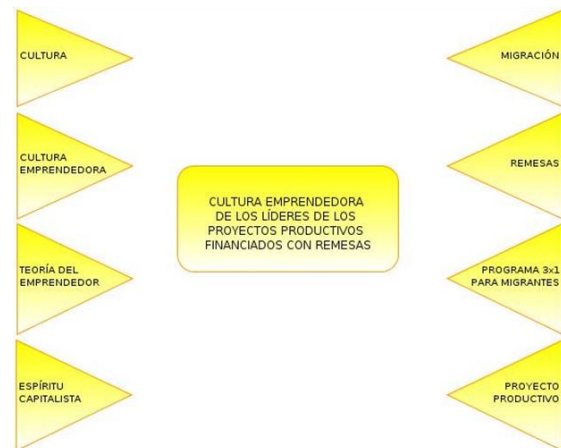 CULTURA
CULTURA
EMPRENDEDORA
TEORÍA DEL
EMPRENDEDOR
ESPÍRITU
CAPITALISTA
CULTURA EMPRENDEDORA
DE LOS LÍDERES DE LOS
PROYECTOS PRODUCTIVOS
FINANCIADOS CON REMESAS
MIGRACIÓN
REMESAS
PROGRAMA 3x1
PARA MIGRANTES
PROYECTO
PRODUCTIVO